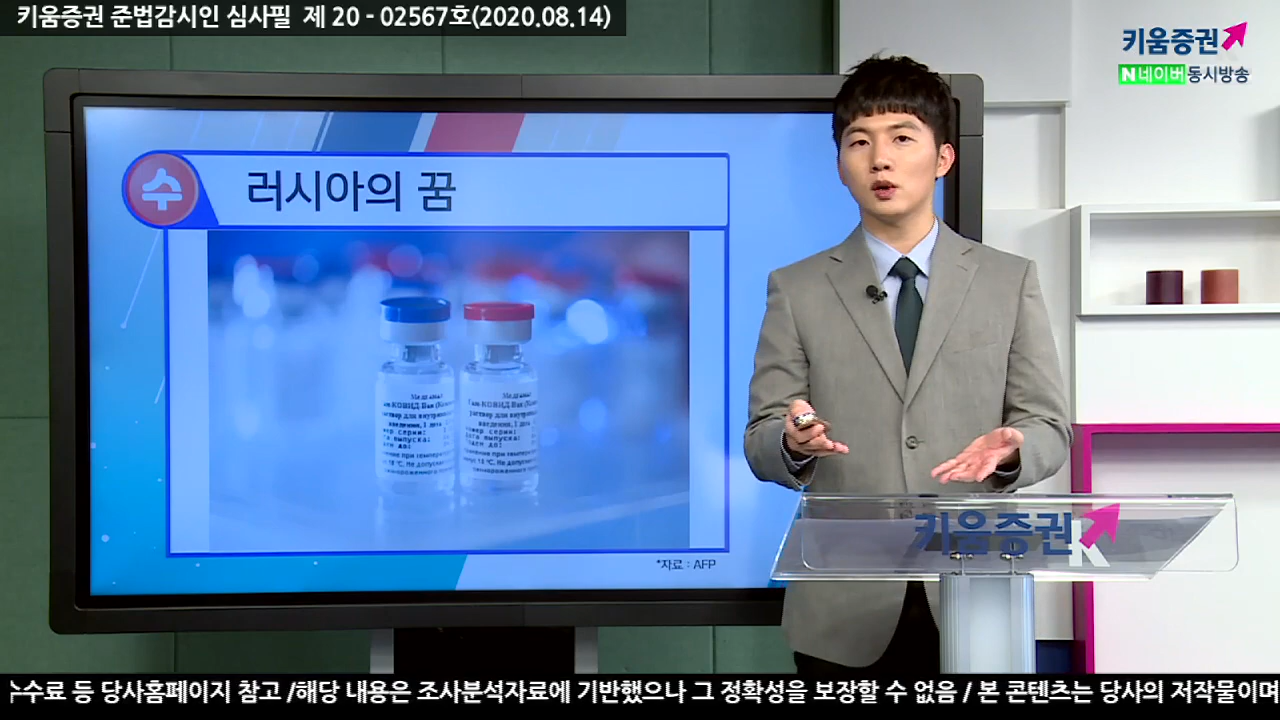 키움증권 준법감시인 심사필 제 20 - 02567호(2020.08.14)
키움증권
N 네이버 동시방송
수
러시아의 꿈
введения, 1 доза
*자료 : AFP
키움증권
K
수수료 등 당사홈페이지 참고 /해당 내용은 조사분석자료에 기반했으나 그 정확성을 보장할 수 없음 / 본 콘텐츠는 당사의 저작물이며